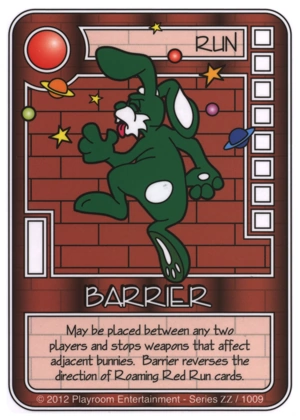 RUN
BARRIER
May be placed between any two
players and stops weapons that affect
adjacent bunnies. Barrier reverses the
direction of Roaming Red Run cards.
© 2012 Playroom Entertainment - Series ZZ / 1009